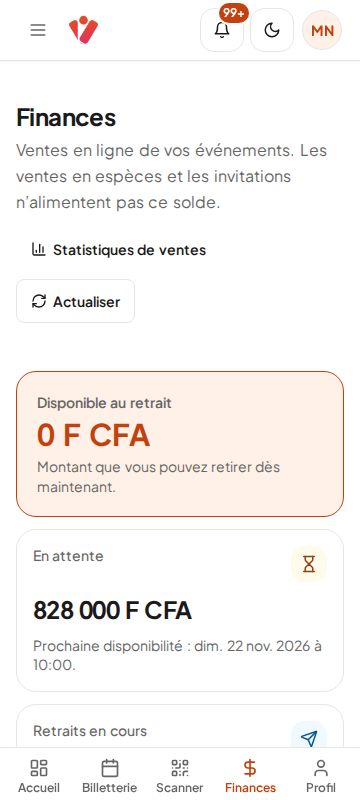 99+
MN
Finances
Ventes en ligne de vos événements. Les
ventes en espèces et les invitations
n’alimentent pas ce solde.
Statistiques de ventes
Actualiser
Disponible au retrait
0 F CFA
Montant que vous pouvez retirer dès
maintenant.
En attente
828 000 F CFA
Prochaine disponibilité : dim. 22 nov. 2026 à
10:00.
Retraits en cours
Accueil Billetterie Scanner Finances Profil